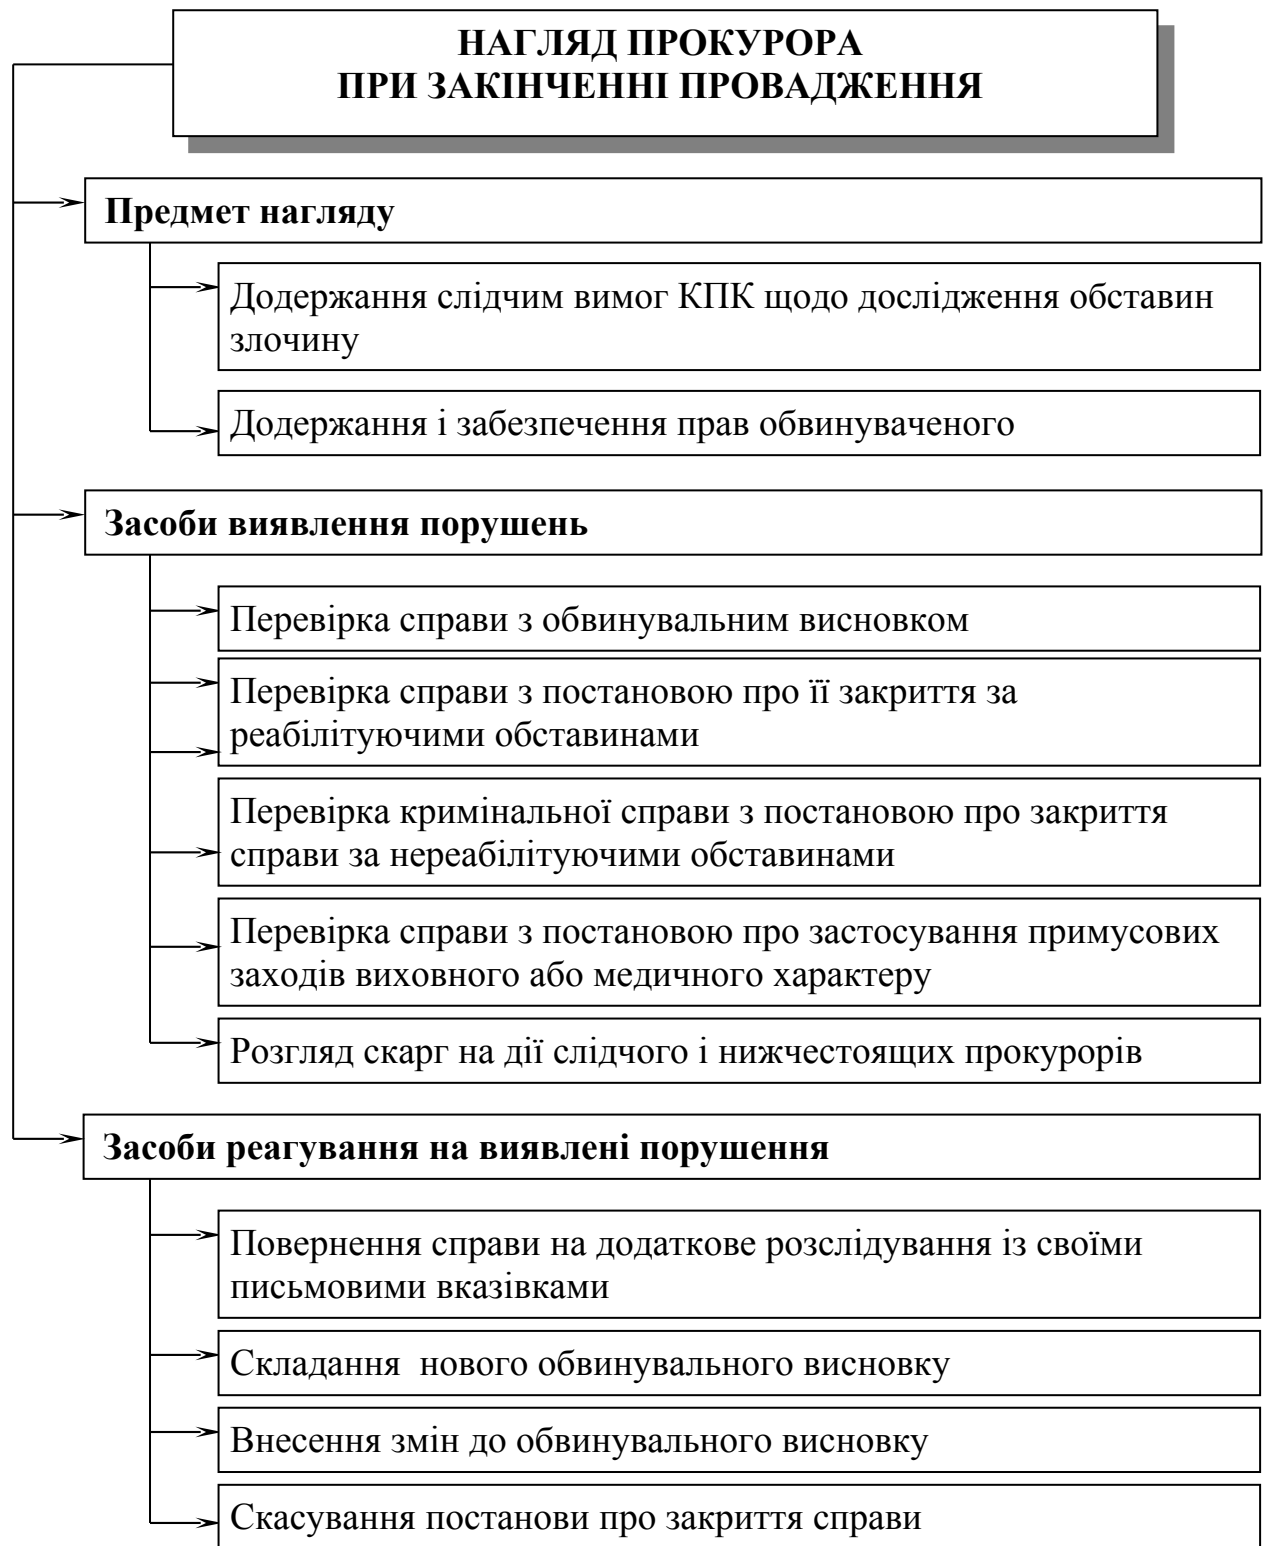 НАГЛЯД ПРОКУРОРА
ПРИ ЗАКІНЧЕННІ ПРОВАДЖЕННЯ
Предмет нагляду
Додержання слідчим вимог КПК щодо дослідження обставин
злочину
Додержання і забезпечення прав обвинуваченого
Засоби виявлення порушень
Перевірка справи з обвинувальним висновком
Перевірка справи з постановою про її закриття за
реабілітуючими обставинами
Перевірка кримінальної справи з постановою про закриття
справи за нереабілітуючими обставинами
Перевірка справи з постановою про застосування примусових
заходів виховного або медичного характеру
Розгляд скарг на дії слідчого і нижчестоящих прокурорів
Засоби реагування на виявлені порушення
Повернення справи на додаткове розслідування із своїми
письмовими вказівками
Складання нового обвинувального висновку
Внесення змін до обвинувального висновку
Скасування постанови про закриття справи